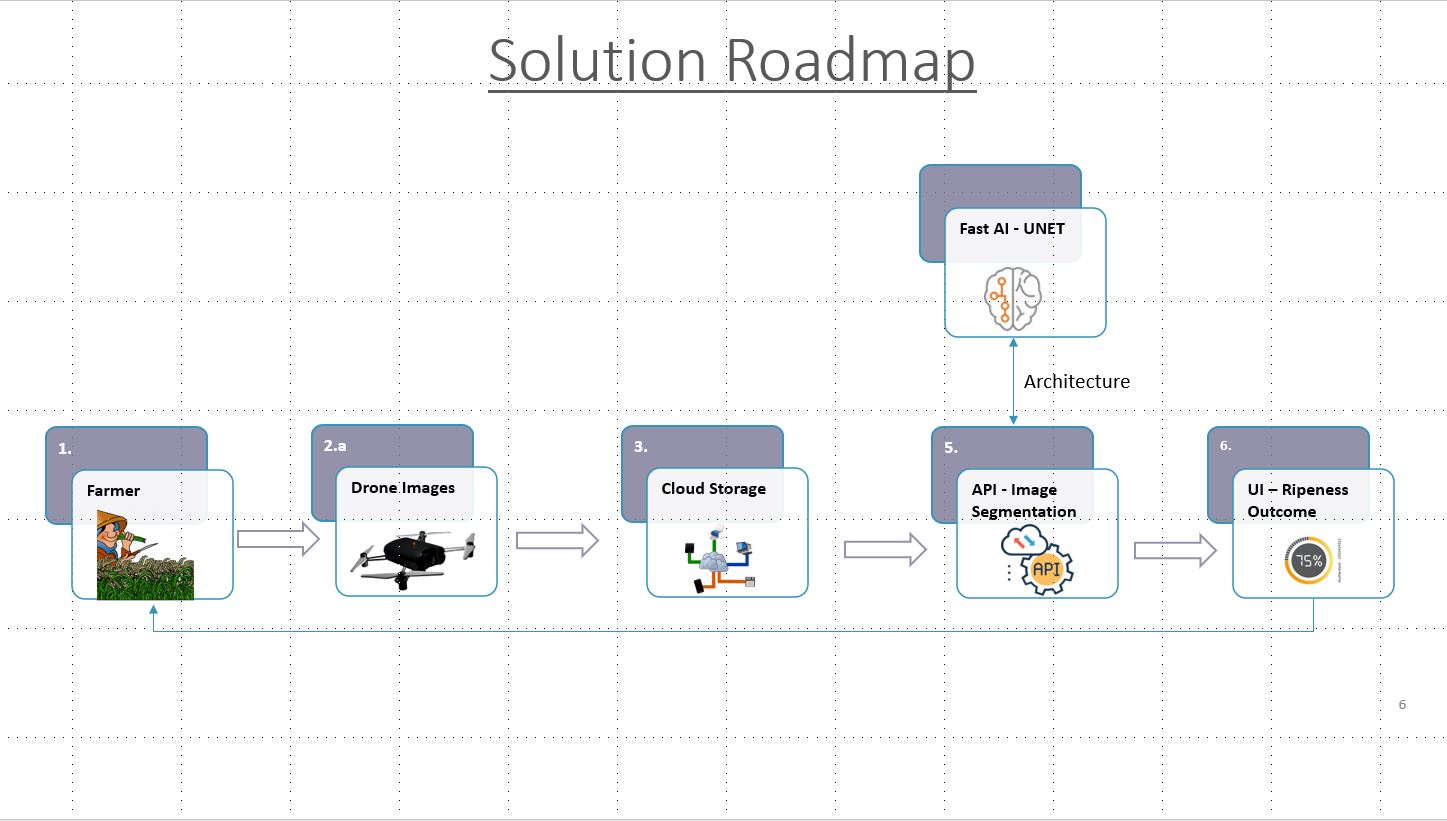 Solution Roadmap
Fast AI - UNET
Architecture
1.
Farmer
2.a
Drone Images
3.
Cloud Storage
5.
API - Image
Segmentation
API
6.
UI – Ripeness
Outcome
75%
6